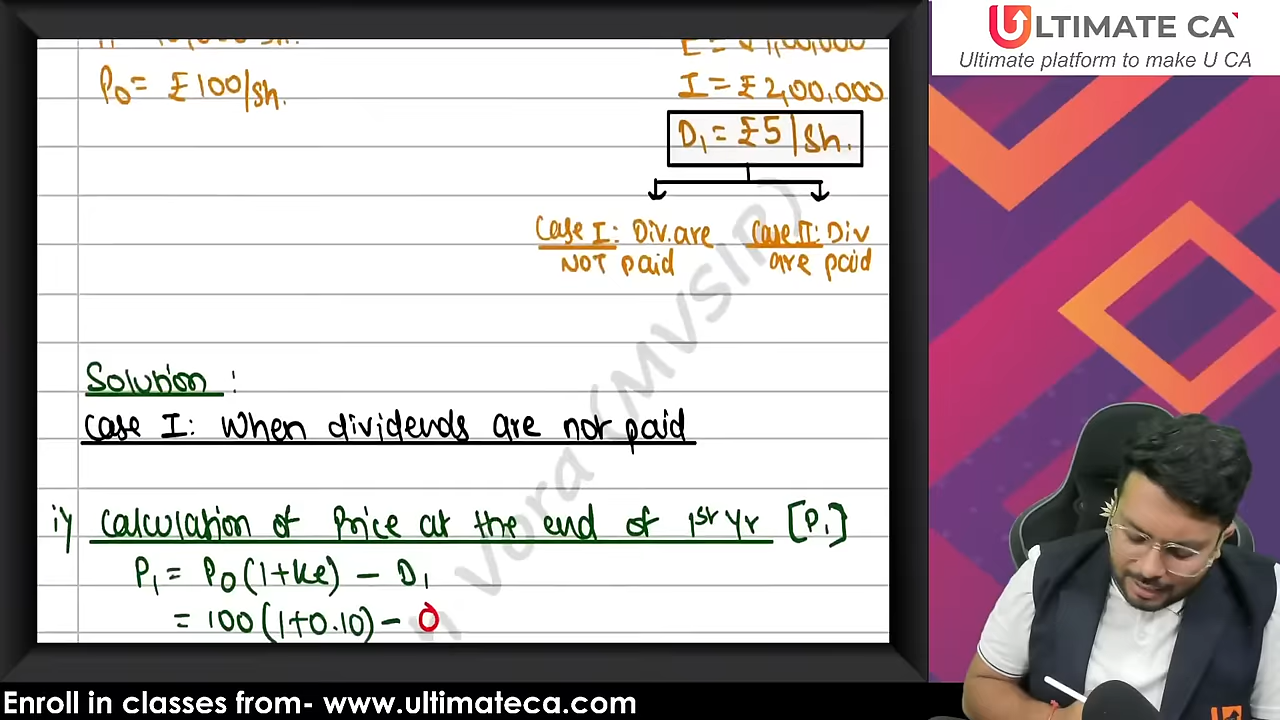 ULTIMATE CA
Ultimate platform to make U CA
P₀ = ₤100/sh.
I = ₤2,00,000
D₁ = ₤5/sh.
Case I: Div. are NOT paid
Case II: Div are paid
Solution :
Case I: When dividends are not paid
i) Calculation of Price at the end of 1st Yr [P₁]
P₁ = P₀(1+ke) − D₁
= 100(1+0.10) − 0
Vora (MVSIR)
Enroll in classes from- www.ultimateca.com